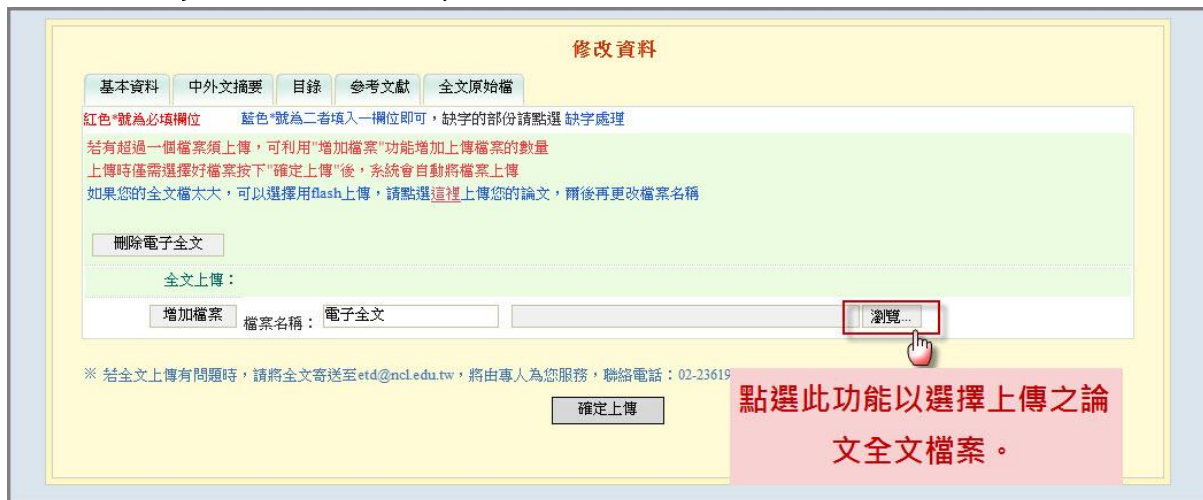 修改資料
基本資料 中外文摘要 目錄 參考文獻 全文原始檔
紅色*號為必填欄位 藍色*號為二者填入一欄位即可，缺字的部份請點選 缺字處理
若有超過一個檔案須上傳，可利用"增加檔案"功能增加上傳檔案的數量
上傳時僅需選擇好檔案按下"確定上傳"後，系統會自動將檔案上傳
如果您的全文檔太大，可以選擇用flash上傳，請點選這裡上傳您的論文，爾後再更改檔案名稱
刪除電子全文
全文上傳：
增加檔案 檔案名稱： 電子全文 瀏覽...
※ 若全文上傳有問題時，請將全文寄送至etd@ncl.edu.tw，將由專人為您服務，聯絡電話：02-23619
確定上傳
點選此功能以選擇上傳之論
文全文檔案。